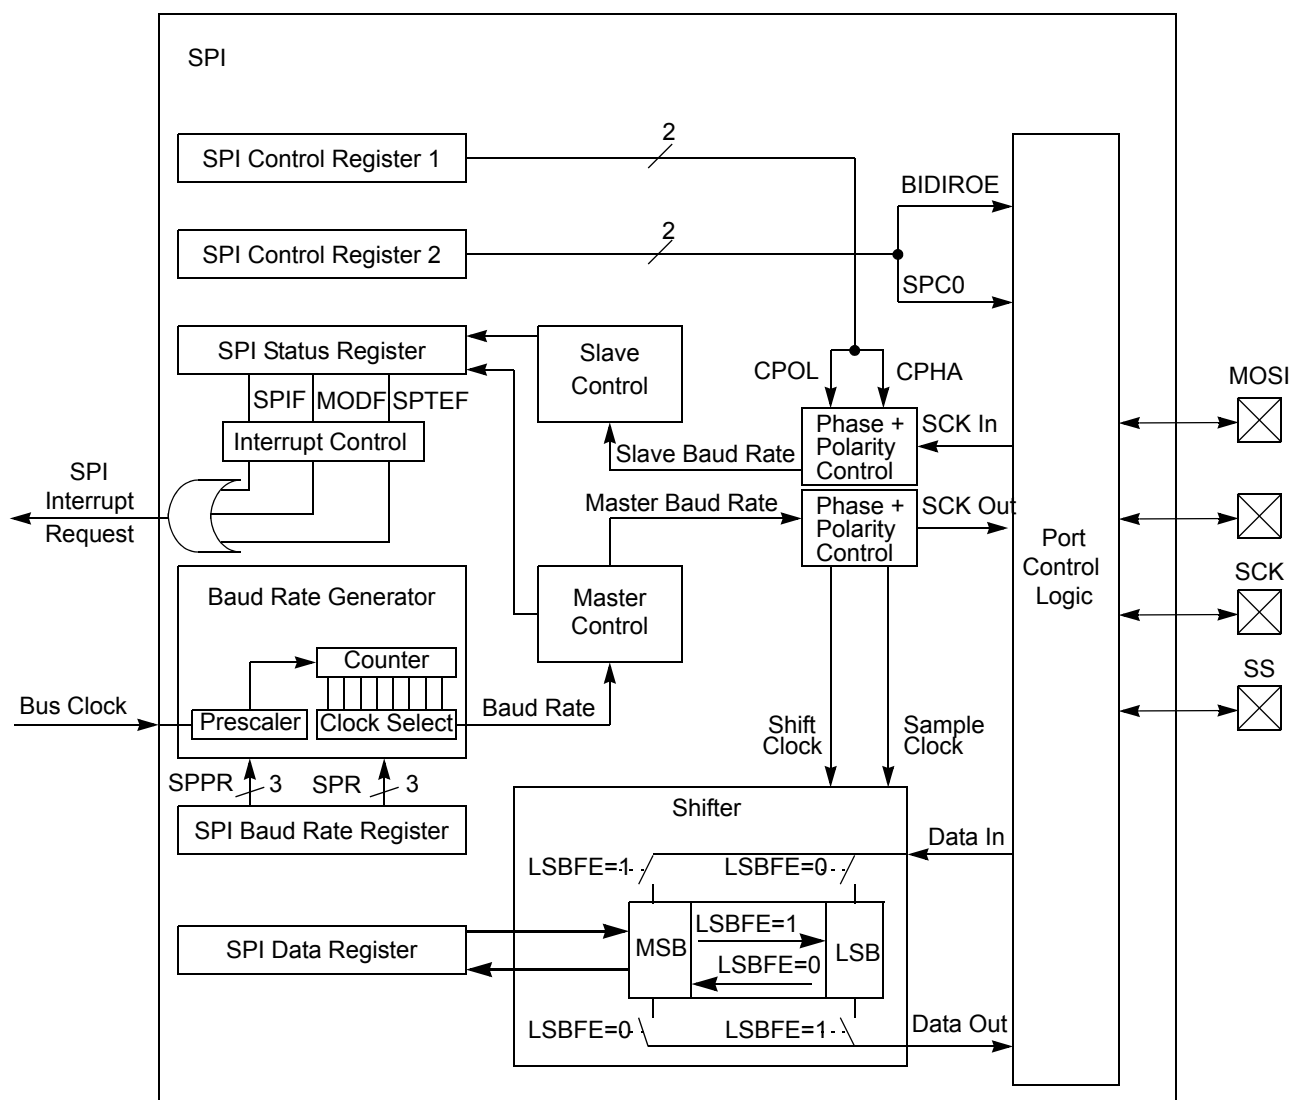 SPI
SPI Control Register 1
2
BIDIROE
SPI Control Register 2
2
SPC0
SPI Status Register
Slave
Control
CPOL
CPHA
MOSI
SPIF
MODF
SPTEF
Interrupt Control
Phase +
Polarity
Control
SCK In
Slave Baud Rate
SPI
Interrupt
Request
Master Baud Rate
Phase +
Polarity
Control
SCK Out
Port
Control
Logic
SCK
Baud Rate Generator
Master
Control
Counter
SS
Bus Clock
Prescaler
Clock Select
Baud Rate
Shift
Clock
Sample
Clock
SPPR
3
SPR
3
SPI Baud Rate Register
Shifter
Data In
LSBFE=1
LSBFE=0
SPI Data Register
MSB
LSBFE=1
LSBFE=0
LSB
LSBFE=0
LSBFE=1
Data Out